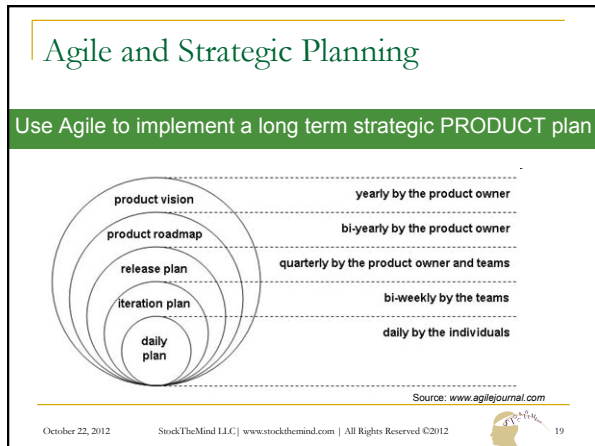 Agile and Strategic Planning
Use Agile to implement a long term strategic PRODUCT plan
product vision
yearly by the product owner
product roadmap
bi-yearly by the product owner
release plan
quarterly by the product owner and teams
iteration plan
bi-weekly by the teams
daily
plan
daily by the individuals
Source: www.agilejournal.com
October 22, 2012
StockTheMind LLC| www.stockthemind.com | All Rights Reserved ©2012
19